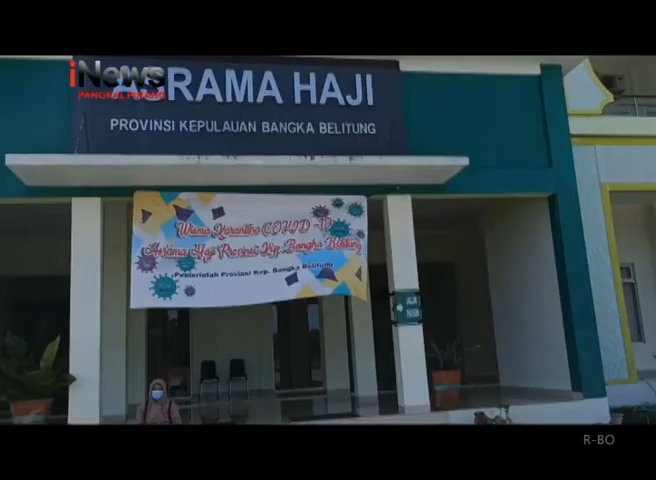 iNews
PANGKALPINANG
ASRAMA HAJI
PROVINSI KEPULAUAN BANGKA BELITUNG
Wisma Karantina COVID-19
Asrama Haji Provinsi Kep. Bangka Belitung
Pemerintah Provinsi Kep. Bangka Belitung
R-BO